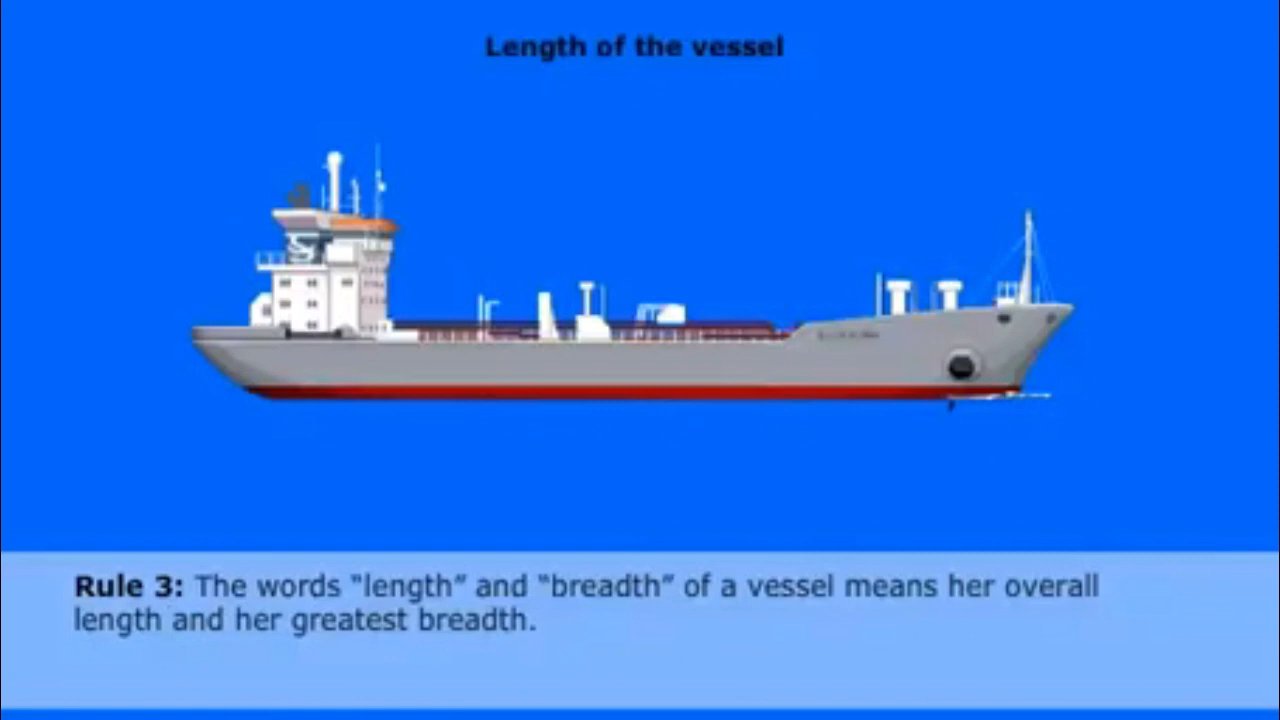 Length of the vessel
Rule 3: The words “length” and “breadth” of a vessel means her overall
length and her greatest breadth.